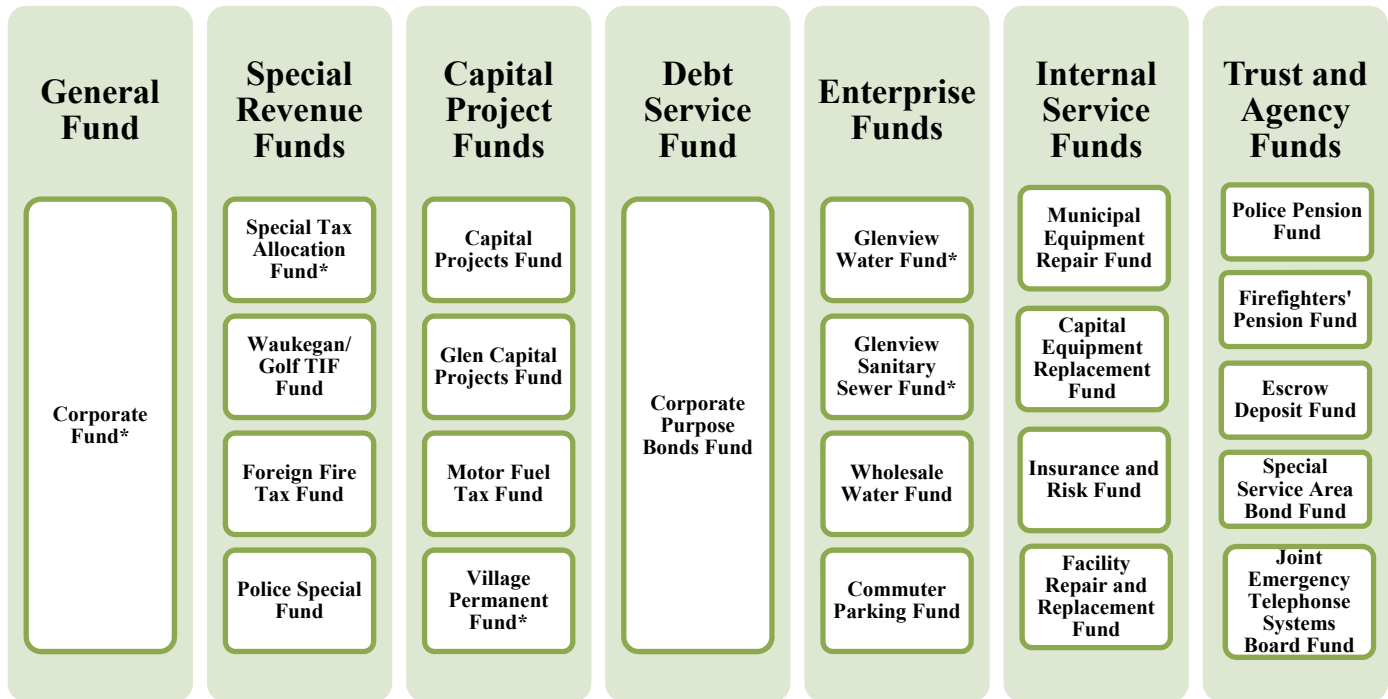 General
Fund
Corporate
Fund*
Special
Revenue
Funds
Special Tax
Allocation
Fund*
Waukegan/
Golf TIF
Fund
Foreign Fire
Tax Fund
Police Special
Fund
Capital
Project
Funds
Capital
Projects Fund
Glen Capital
Projects Fund
Motor Fuel
Tax Fund
Village
Permanent
Fund*
Debt
Service
Fund
Corporate
Purpose
Bonds Fund
Enterprise
Funds
Glenview
Water Fund*
Glenview
Sanitary
Sewer Fund*
Wholesale
Water Fund
Commuter
Parking Fund
Internal
Service
Funds
Municipal
Equipment
Repair Fund
Capital
Equipment
Replacement
Fund
Insurance and
Risk Fund
Facility
Repair and
Replacement
Fund
Trust and
Agency
Funds
Police Pension
Fund
Firefighters'
Pension Fund
Escrow
Deposit Fund
Special
Service Area
Bond Fund
Joint
Emergency
Telephonse
Systems
Board Fund